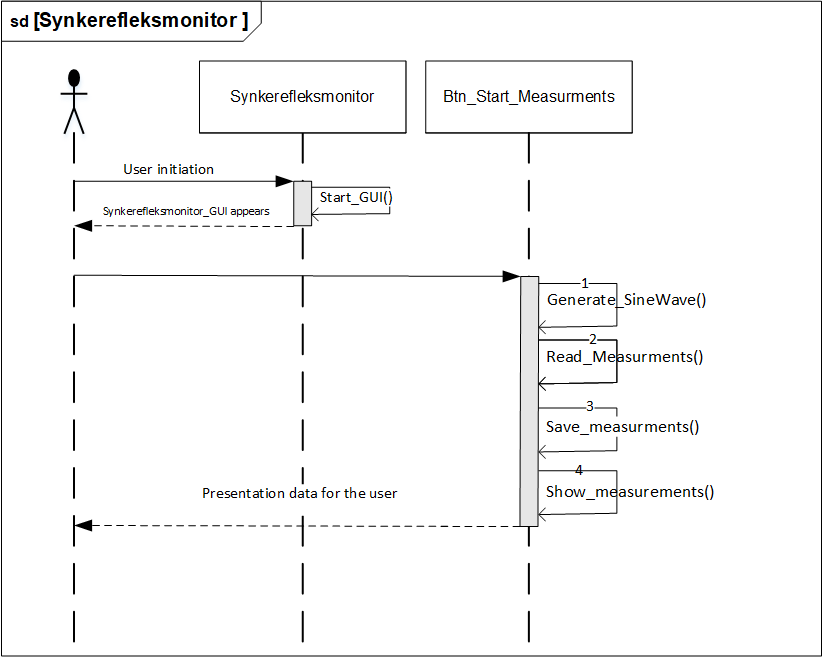 sd [Synkerefleksmonitor ]
Synkerefleksmonitor
Btn_Start_Measurments
User initiation
Start_GUI()
Synkerefleksmonitor_GUI appears
1
Generate_SineWave()
2
Read_Measurments()
3
Save_measurments()
4
Show_measurements()
Presentation data for the user